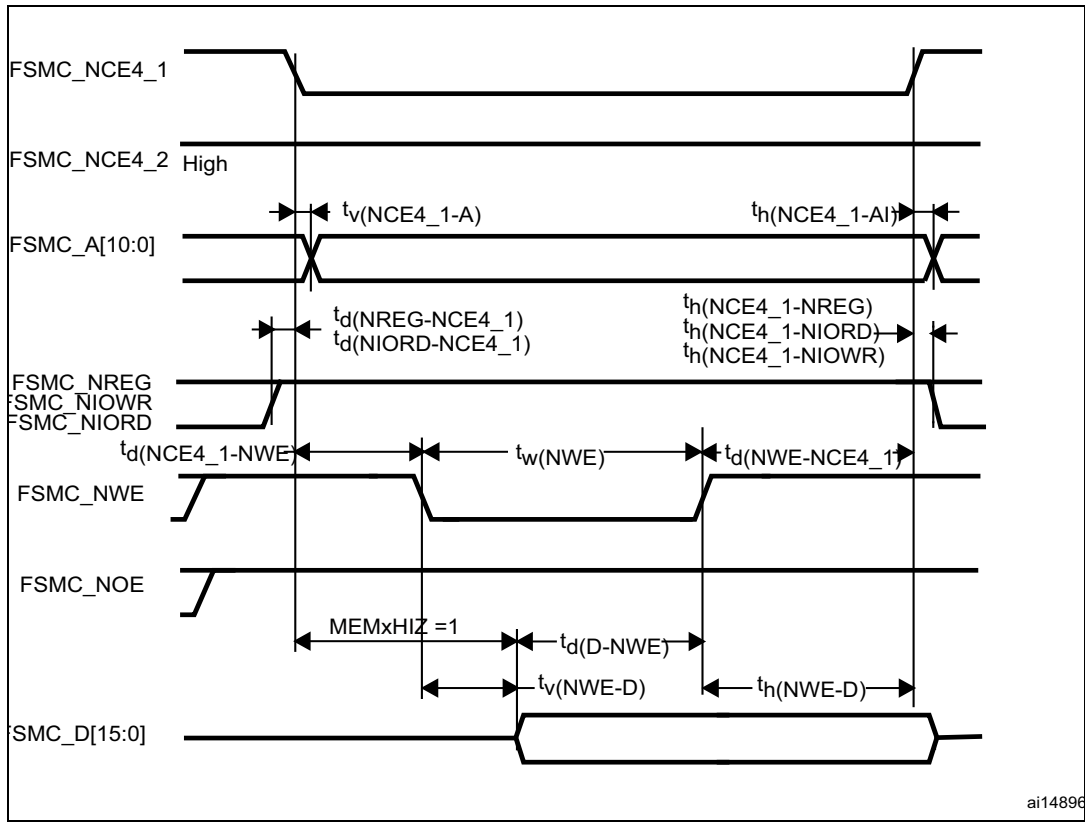 FSMC_NCE4_1
FSMC_NCE4_2 High
tv(NCE4_1-A) th(NCE4_1-AI)
FSMC_A[10:0]
td(NREG-NCE4_1)
td(NIORD-NCE4_1)
th(NCE4_1-NREG)
th(NCE4_1-NIORD)
th(NCE4_1-NIOWR)
FSMC_NREG
FSMC_NIOWR
FSMC_NIORD
td(NCE4_1-NWE) tw(NWE) td(NWE-NCE4_1)
FSMC_NWE
FSMC_NOE
MEMxHIZ =1 td(D-NWE)
tv(NWE-D) th(NWE-D)
FSMC_D[15:0]
ai14896